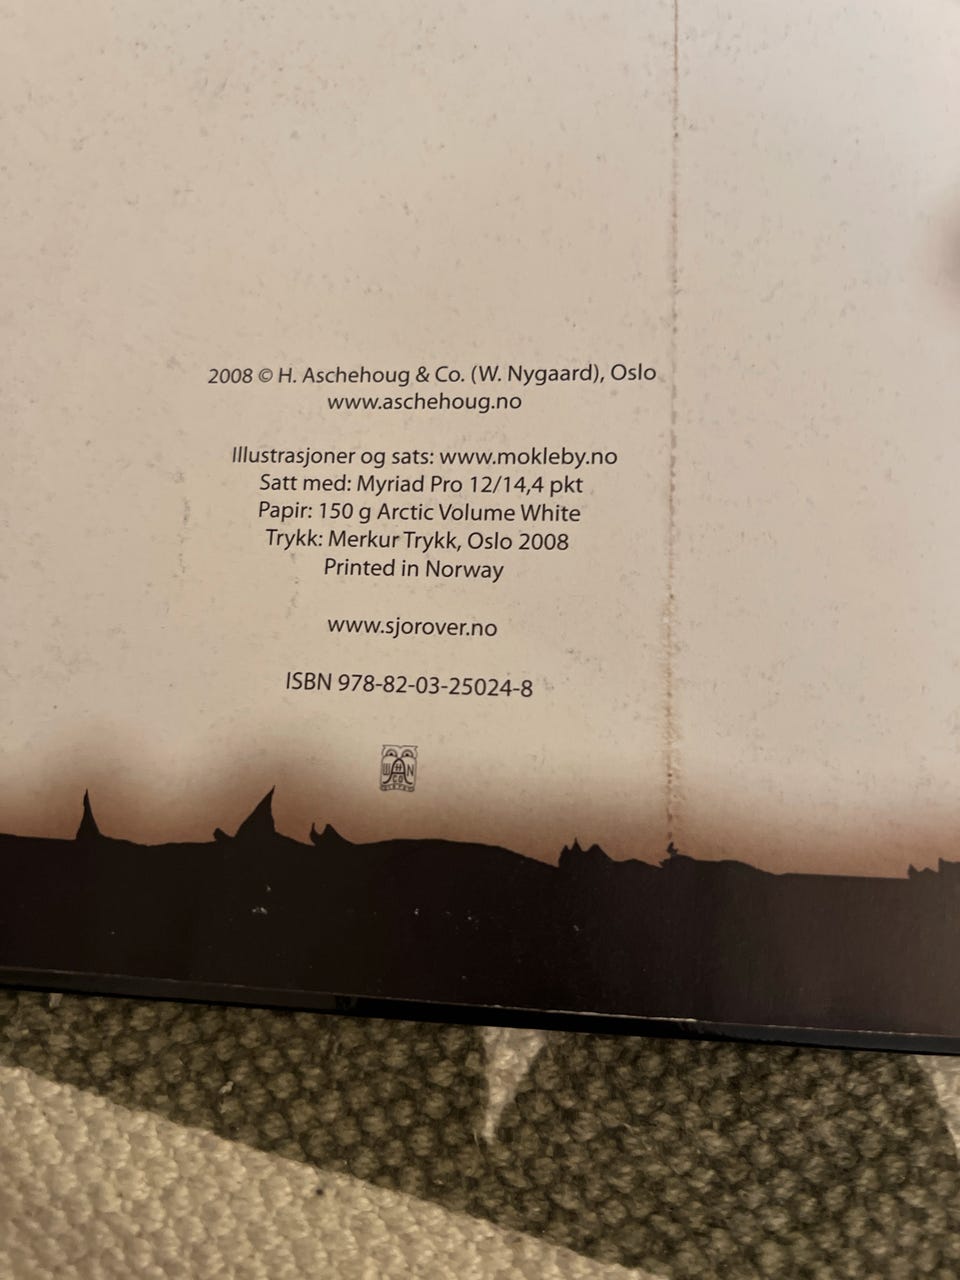 2008 © H. Aschehoug & Co. (W. Nygaard), Oslo
www.aschehoug.no
Illustrasjoner og sats: www.mokleby.no
Satt med: Myriad Pro 12/14,4 pkt
Papir: 150 g Arctic Volume White
Trykk: Merkur Trykk, Oslo 2008
Printed in Norway
www.sjorover.no
ISBN 978-82-03-25024-8